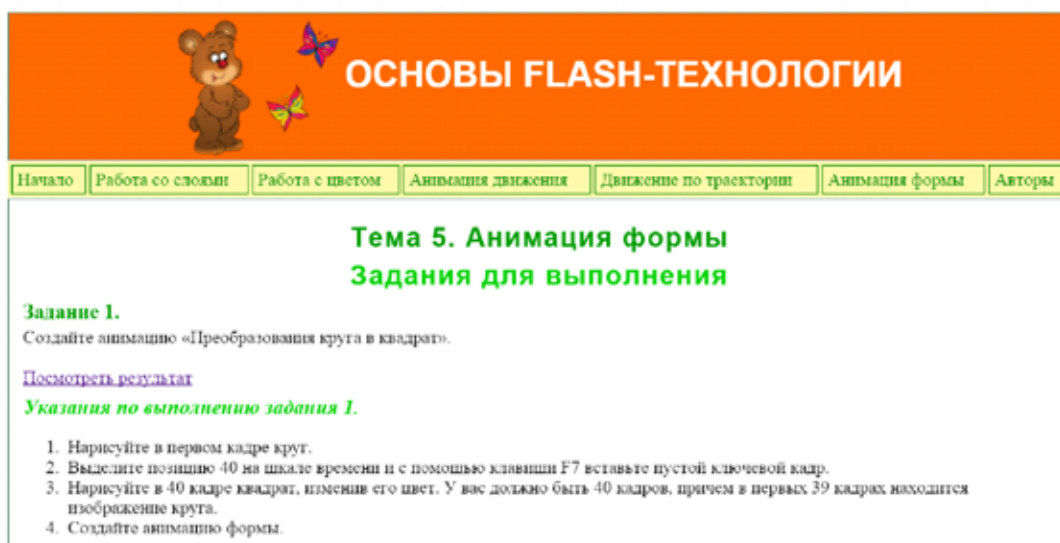 ОСНОВЫ FLASH-ТЕХНОЛОГИИ
Начало Работа со слоями Работа с цветом Анимация движения Движение по траектории Анимация формы Авторы
Тема 5. Анимация формы
Задания для выполнения
Задание 1.
Создайте анимацию «Преобразования круга в квадрат».
Посмотреть результат
Указания по выполнению задания 1.
1. Нарисуйте в первом кадре круг.
2. Выделите позицию 40 на шкале времени и с помощью клавиши F7 вставьте пустой ключевой кадр.
3. Нарисуйте в 40 кадре квадрат, изменив его цвет. У вас должно быть 40 кадров, причем в первых 39 кадрах находится
изображение круга.
4. Создайте анимацию формы.